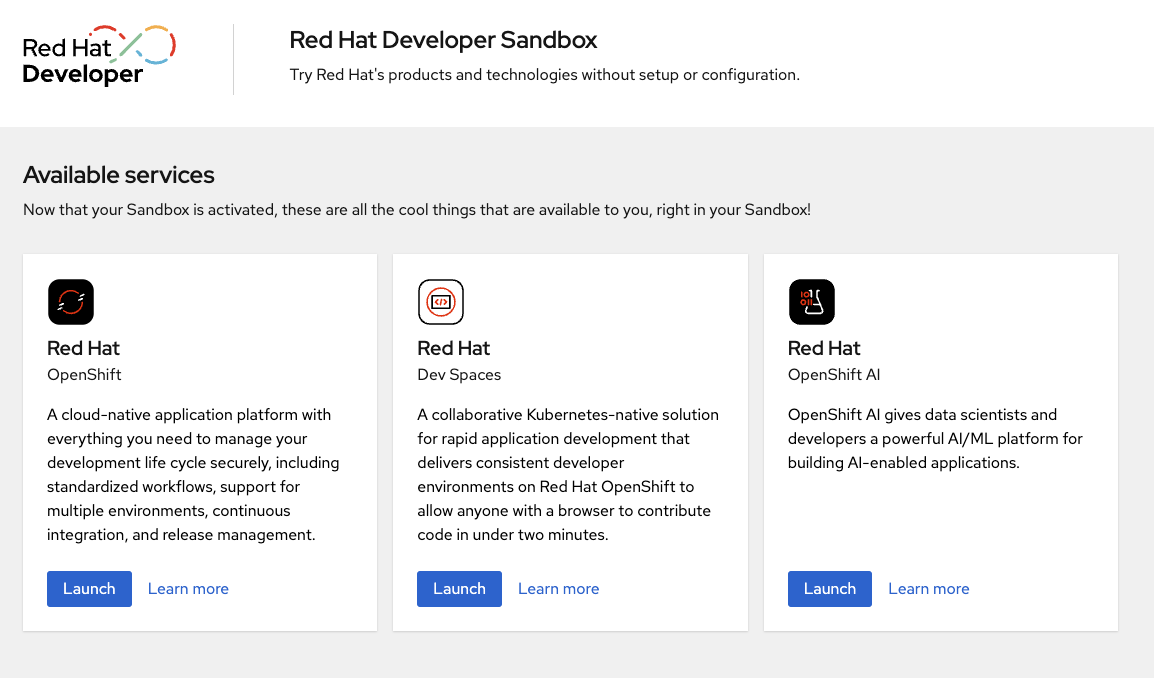 Red Hat
Developer
Red Hat Developer Sandbox
Try Red Hat's products and technologies without setup or configuration.
Available services
Now that your Sandbox is activated, these are all the cool things that are available to you, right in your Sandbox!
Red Hat
OpenShift
A cloud-native application platform with
everything you need to manage your
development life cycle securely, including
standardized workflows, support for
multiple environments, continuous
integration, and release management.
Launch Learn more
Red Hat
Dev Spaces
A collaborative Kubernetes-native solution
for rapid application development that
delivers consistent developer
environments on Red Hat OpenShift to
allow anyone with a browser to contribute
code in under two minutes.
Launch Learn more
Red Hat
OpenShift AI
OpenShift AI gives data scientists and
developers a powerful AI/ML platform for
building AI-enabled applications.
Launch Learn more